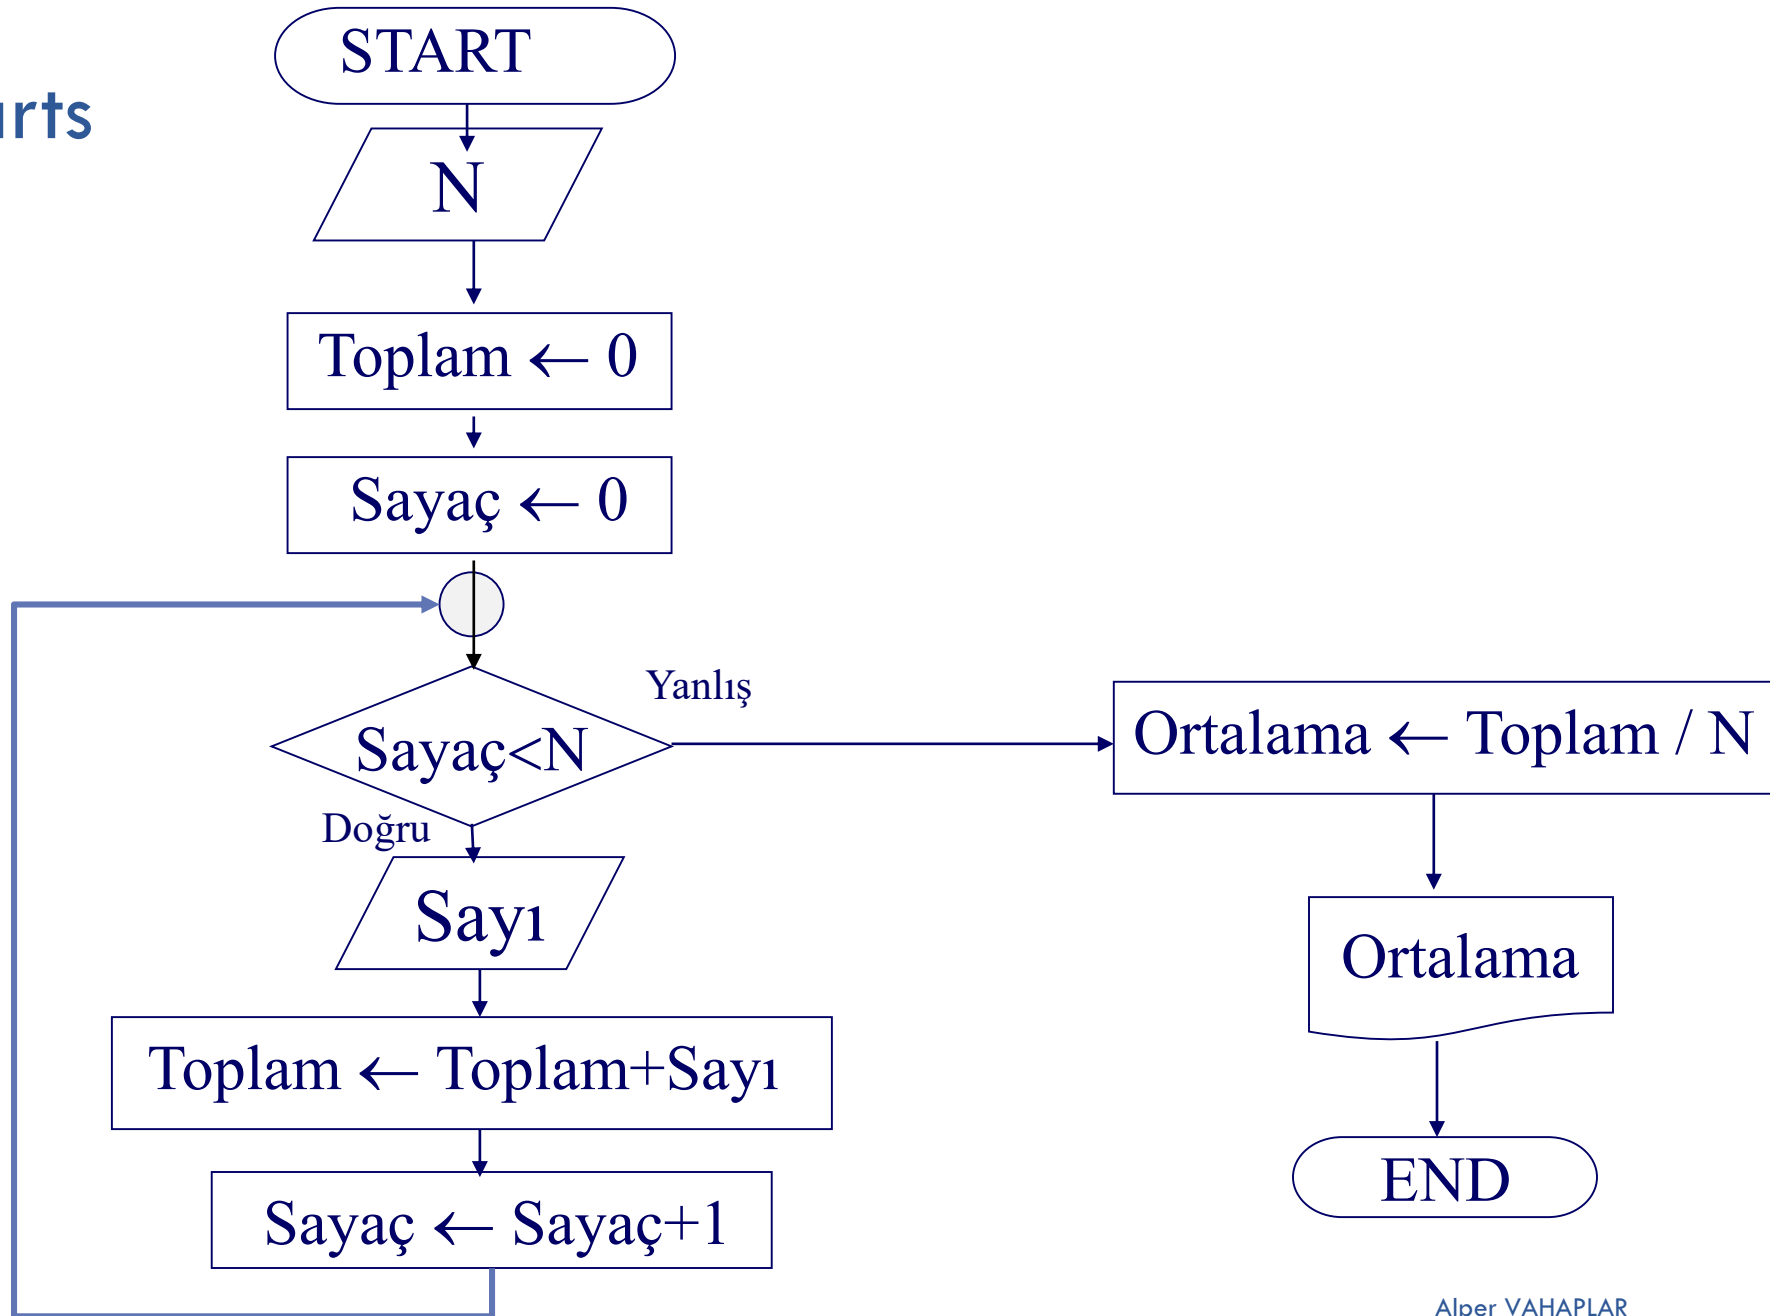 START
N
Toplam ← 0
Sayaç ← 0
Sayaç<N
Yanlış
Doğru
Sayı
Toplam ← Toplam+Sayı
Sayaç ← Sayaç+1
Ortalama ← Toplam / N
Ortalama
END
Alper VAHAPLAR